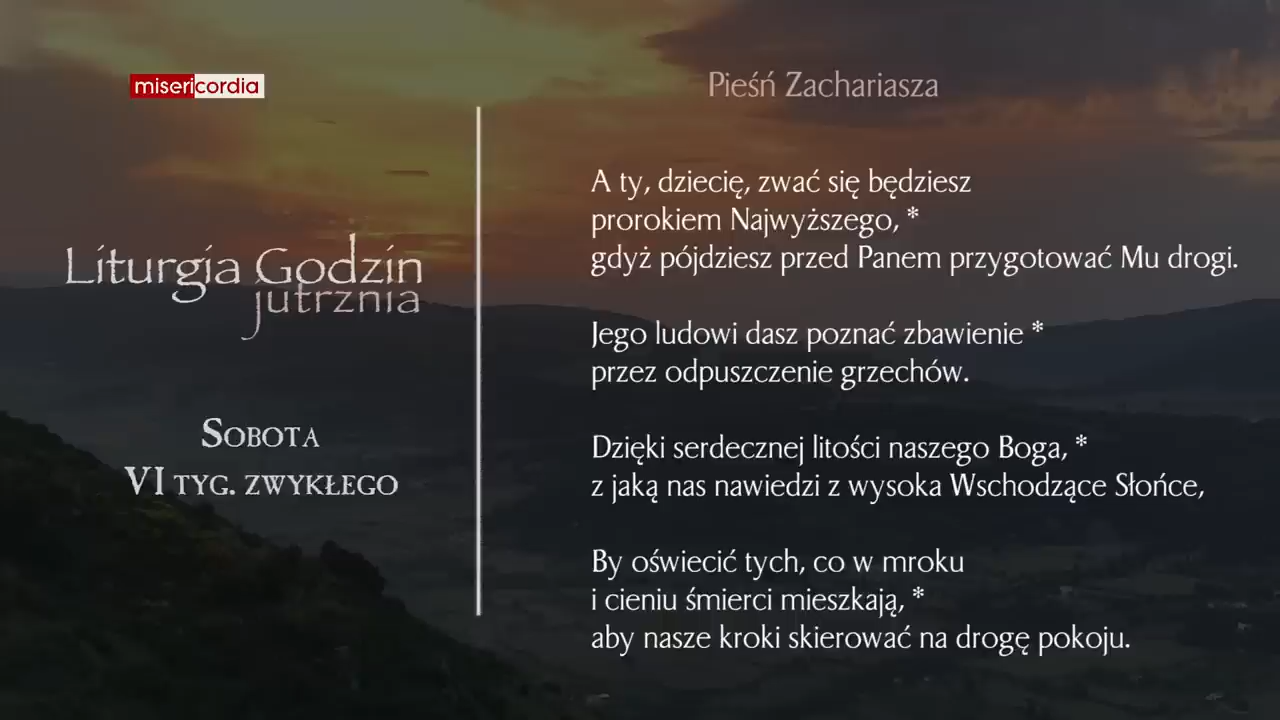 misericordia
Liturgia Godzin
jutrznia
Sobota
VI tyg. zwykłego
Pieśń Zachariasza
A ty, dziecię, zwać się będziesz
prorokiem Najwyższego, *
gdyż pójdziesz przed Panem przygotować Mu drogi.
Jego ludowi dasz poznać zbawienie *
przez odpuszczenie grzechów.
Dzięki serdecznej litości naszego Boga, *
z jaką nas nawiedzi z wysoka Wschodzące Słońce,
By oświecić tych, co w mroku
i cieniu śmierci mieszkają, *
aby nasze kroki skierować na drogę pokoju.